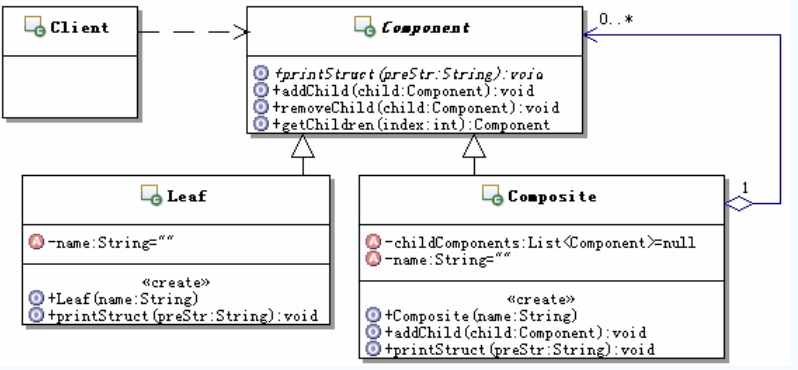 Client
Component
0..*
+printStruct(preStr:String):void
+addChild(child:Component):void
+removeChild(child:Component):void
+getChildren(index:int):Component
Leaf
-name:String=""
«create»
+Leaf(name:String)
+printStruct(preStr:String):void
Composite
1
-childComponents:List<Component>=null
-name:String=""
«create»
+Composite(name:String)
+addChild(child:Component):void
+printStruct(preStr:String):void